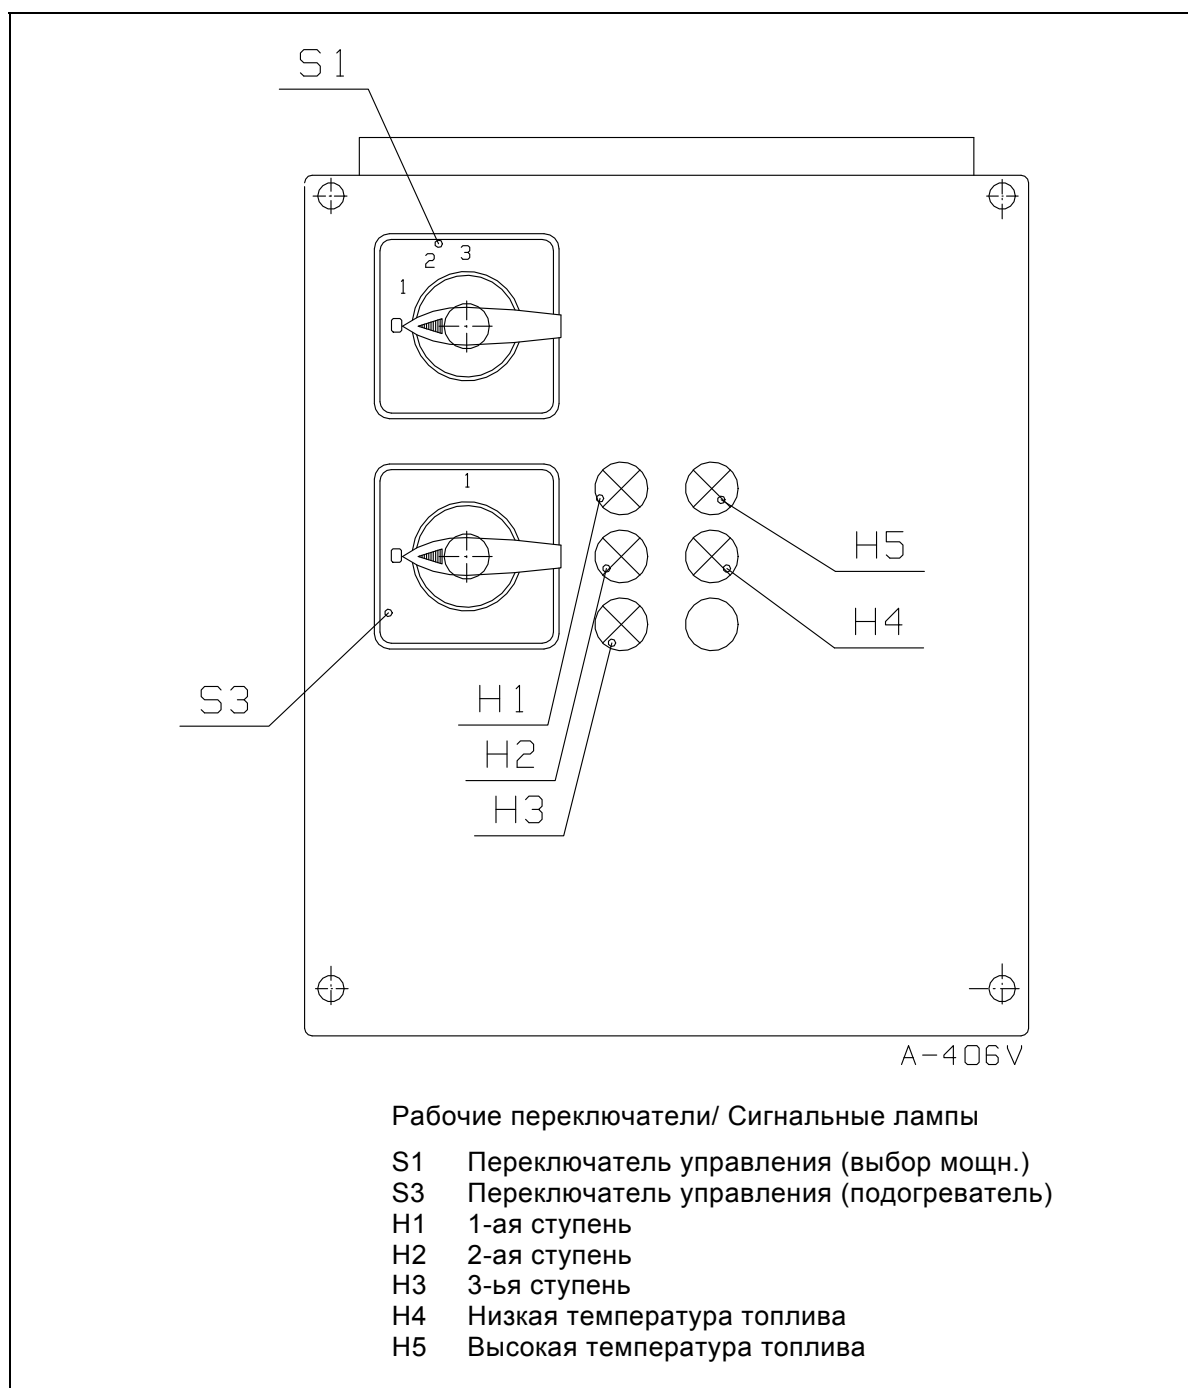 S1
2 3
1
0
1
0
H5
H4
S3
H1
H2
H3
A-406V
Рабочие переключатели/ Сигнальные лампы
S1 Переключатель управления (выбор мощн.)
S3 Переключатель управления (подогреватель)
H1 1-ая ступень
H2 2-ая ступень
H3 3-ья ступень
H4 Низкая температура топлива
H5 Высокая температура топлива